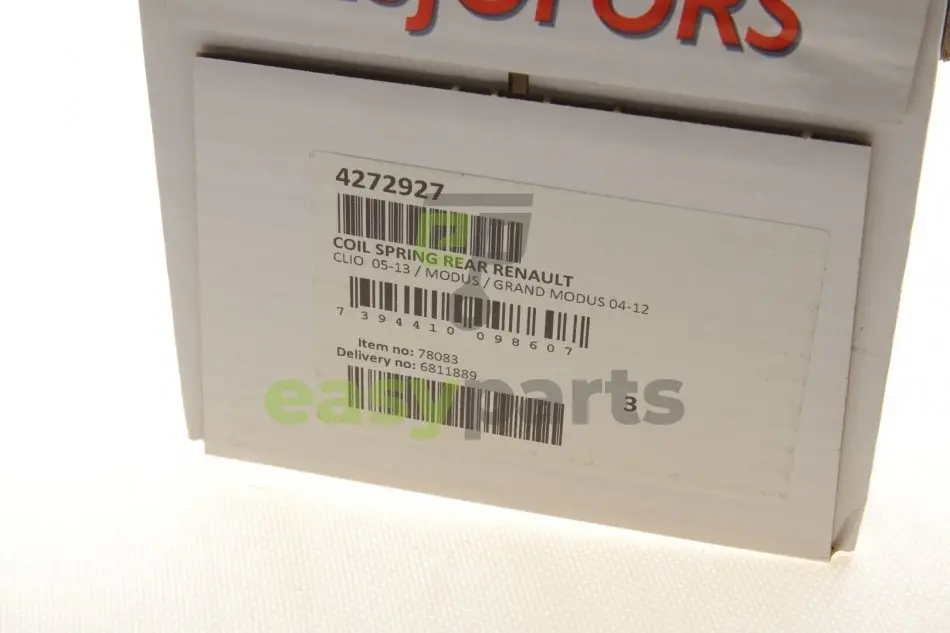 4272927
COIL SPRING REAR RENAULT
CLIO 05-13 / MODUS / GRAND MODUS 04-12
7 394410 098607
Item no: 78083
Delivery no: 6811889
3
easyparts